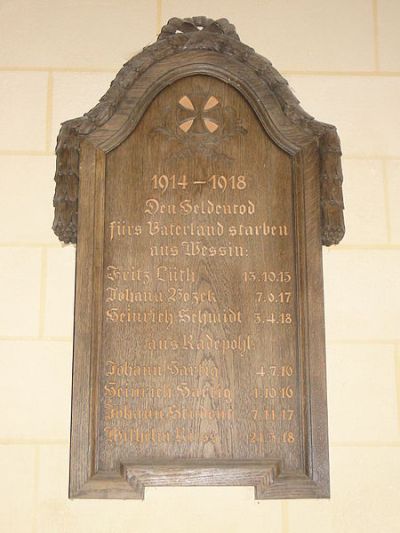 1914 – 1918
Den Heldentod
fürs Vaterland starben
aus Wessin:
Fritz Lüth 13.10.15
Johann Bozek 7.9.17
Heinrich Schmidt 3.4.18
aus Radepohl:
Johann Hartig 4.7.16
Heinrich Hartig 1.10.16
Johann 7.11.17
Wilhelm 24.3.18